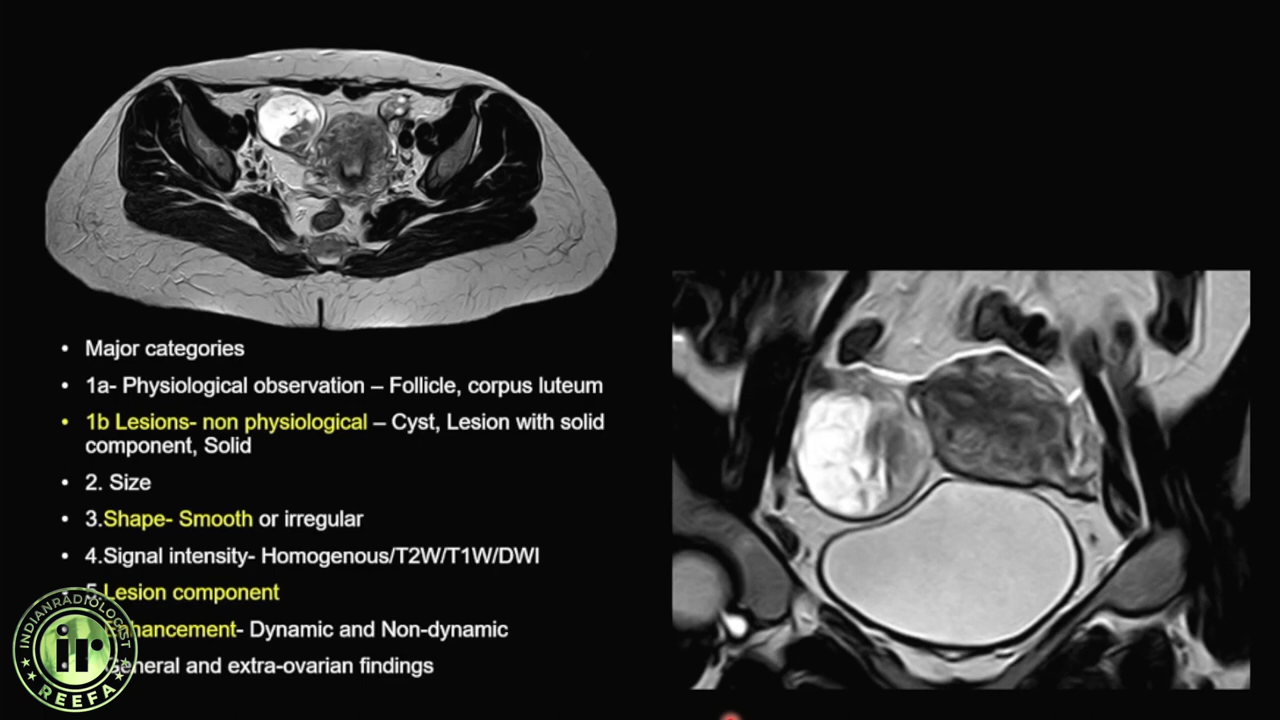 • Major categories
• 1a- Physiological observation – Follicle, corpus luteum
• 1b Lesions- non physiological – Cyst, Lesion with solid
component, Solid
• 2. Size
• 3.Shape- Smooth or irregular
• 4.Signal intensity- Homogenous/T2W/T1W/DWI
5.Lesion component
Enhancement- Dynamic and Non-dynamic
General and extra-ovarian findings
INDIANRADIOLOGIST
ir
REEFA